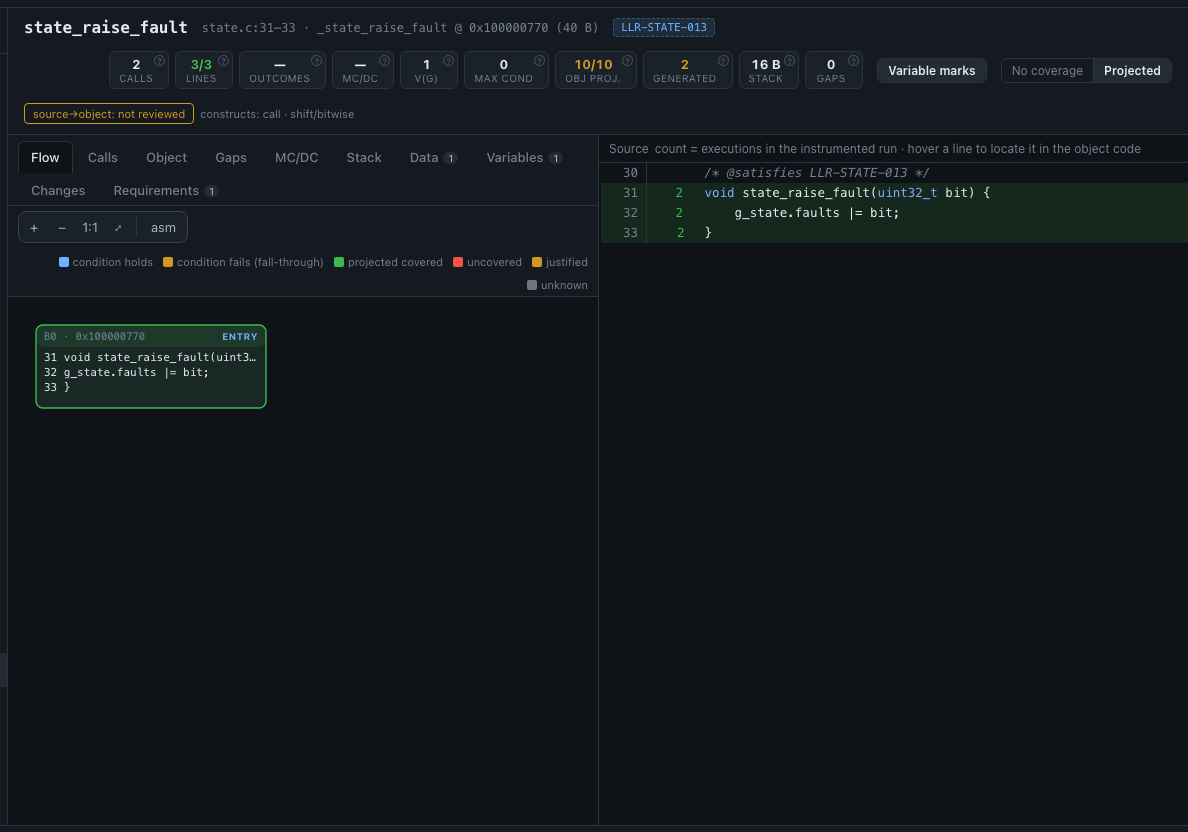 state_raise_fault state.c:31–33 · _state_raise_fault @ 0x100000770 (40 B) LLR-STATE-013
2 3/3 — — 1 0 10/10 2 16 B 0
CALLS LINES OUTCOMES MC/DC V(G) MAX COND OBJ PROJ. GENERATED STACK GAPS
Variable marks No coverage Projected
source→object: not reviewed constructs: call · shift/bitwise
Flow Calls Object Gaps MC/DC Stack Data 1 Variables 1
Changes Requirements 1
+ − 1:1 ⤢ asm
condition holds condition fails (fall-through) projected covered uncovered justified
unknown
B0 · 0x100000770 ENTRY
31 void state_raise_fault(uint3…
32 g_state.faults |= bit;
33 }
Source count = executions in the instrumented run · hover a line to locate it in the object code
30 /* @satisfies LLR-STATE-013 */
31 2 void state_raise_fault(uint32_t bit) {
32 2 g_state.faults |= bit;
33 2 }